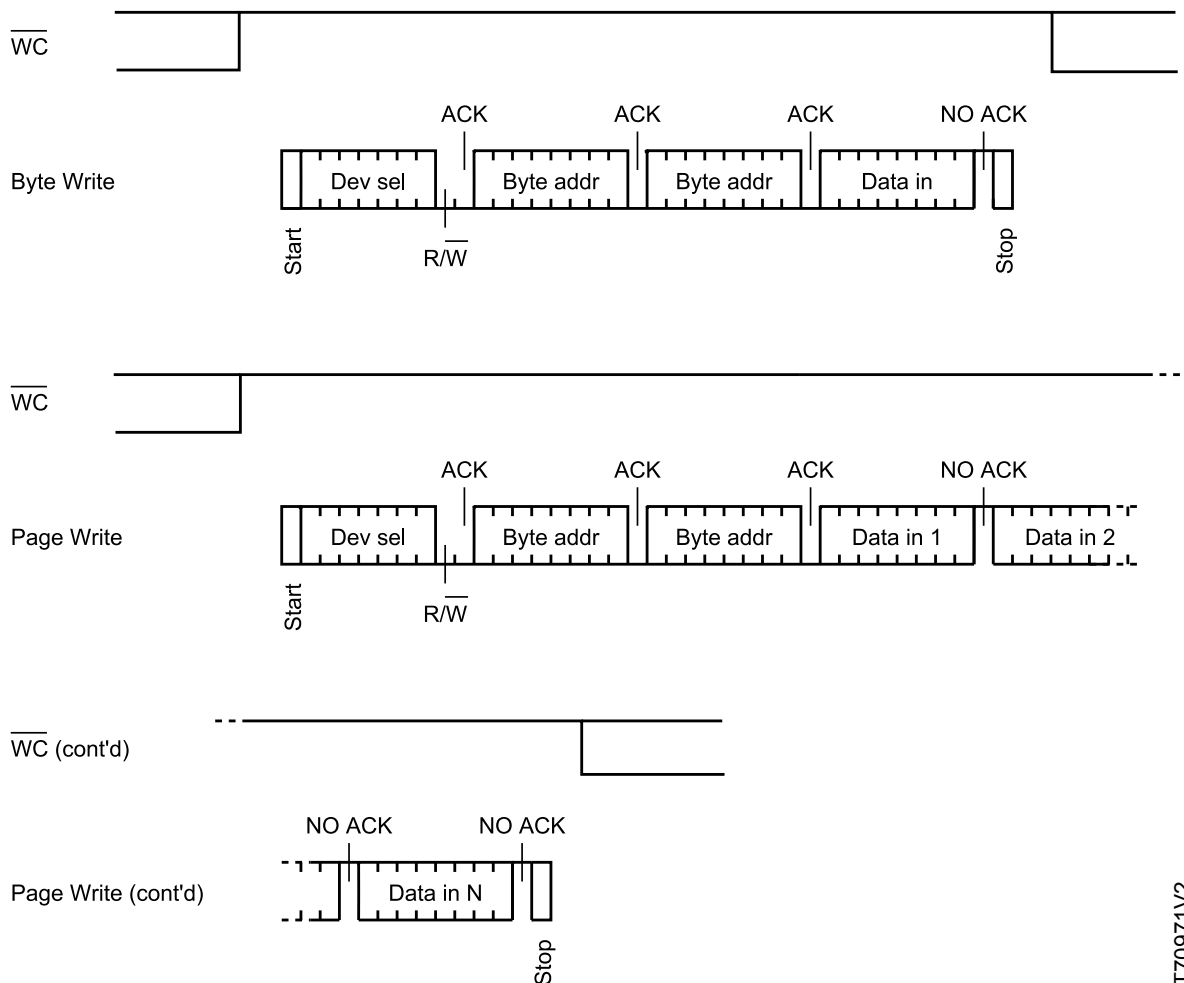 WC
ACK ACK ACK NO ACK
Byte Write Dev sel Byte addr Byte addr Data in
Start R/W Stop
WC
ACK ACK ACK NO ACK
Page Write Dev sel Byte addr Byte addr Data in 1 Data in 2
Start R/W
WC (cont'd)
NO ACK NO ACK
Page Write (cont'd) Data in N
Stop